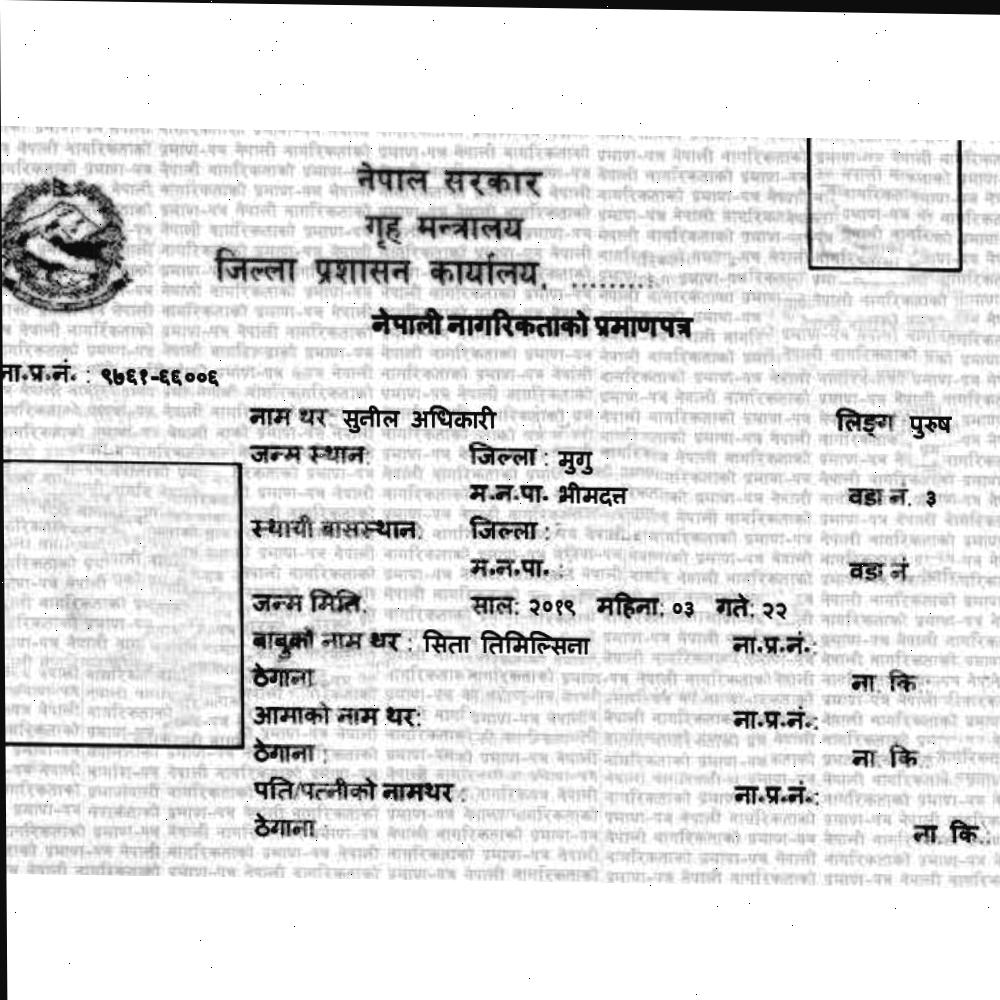 नेपाल सरकार
गृह मन्त्रालय
जिल्ला प्रशासन कार्यालय, .........
नेपाली नागरिकताको प्रमाणपत्र
ना.प्र.नं. : ९७६१-६६००६
नाम थर सुनील अधिकारी लिङ्ग पुरुष
जन्म स्थान: जिल्ला : मुगु
म.न.पा. भीमदत्त वडा नं. ३
स्थायी बासस्थान: जिल्ला :
म.न.पा. : वडा नं
जन्म मिति: साल: २०१९ महिना: ०३ गते: २२
बाबुको नाम थर : सिता तिमिल्सिना ना.प्र.नं.:
ठेगाना ना. कि
आमाको नाम थर: ना.प्र.नं.:
ठेगाना : ना. कि
पति/पत्नीको नामथर : ना.प्र.नं.:
ठेगाना : ना. कि..: